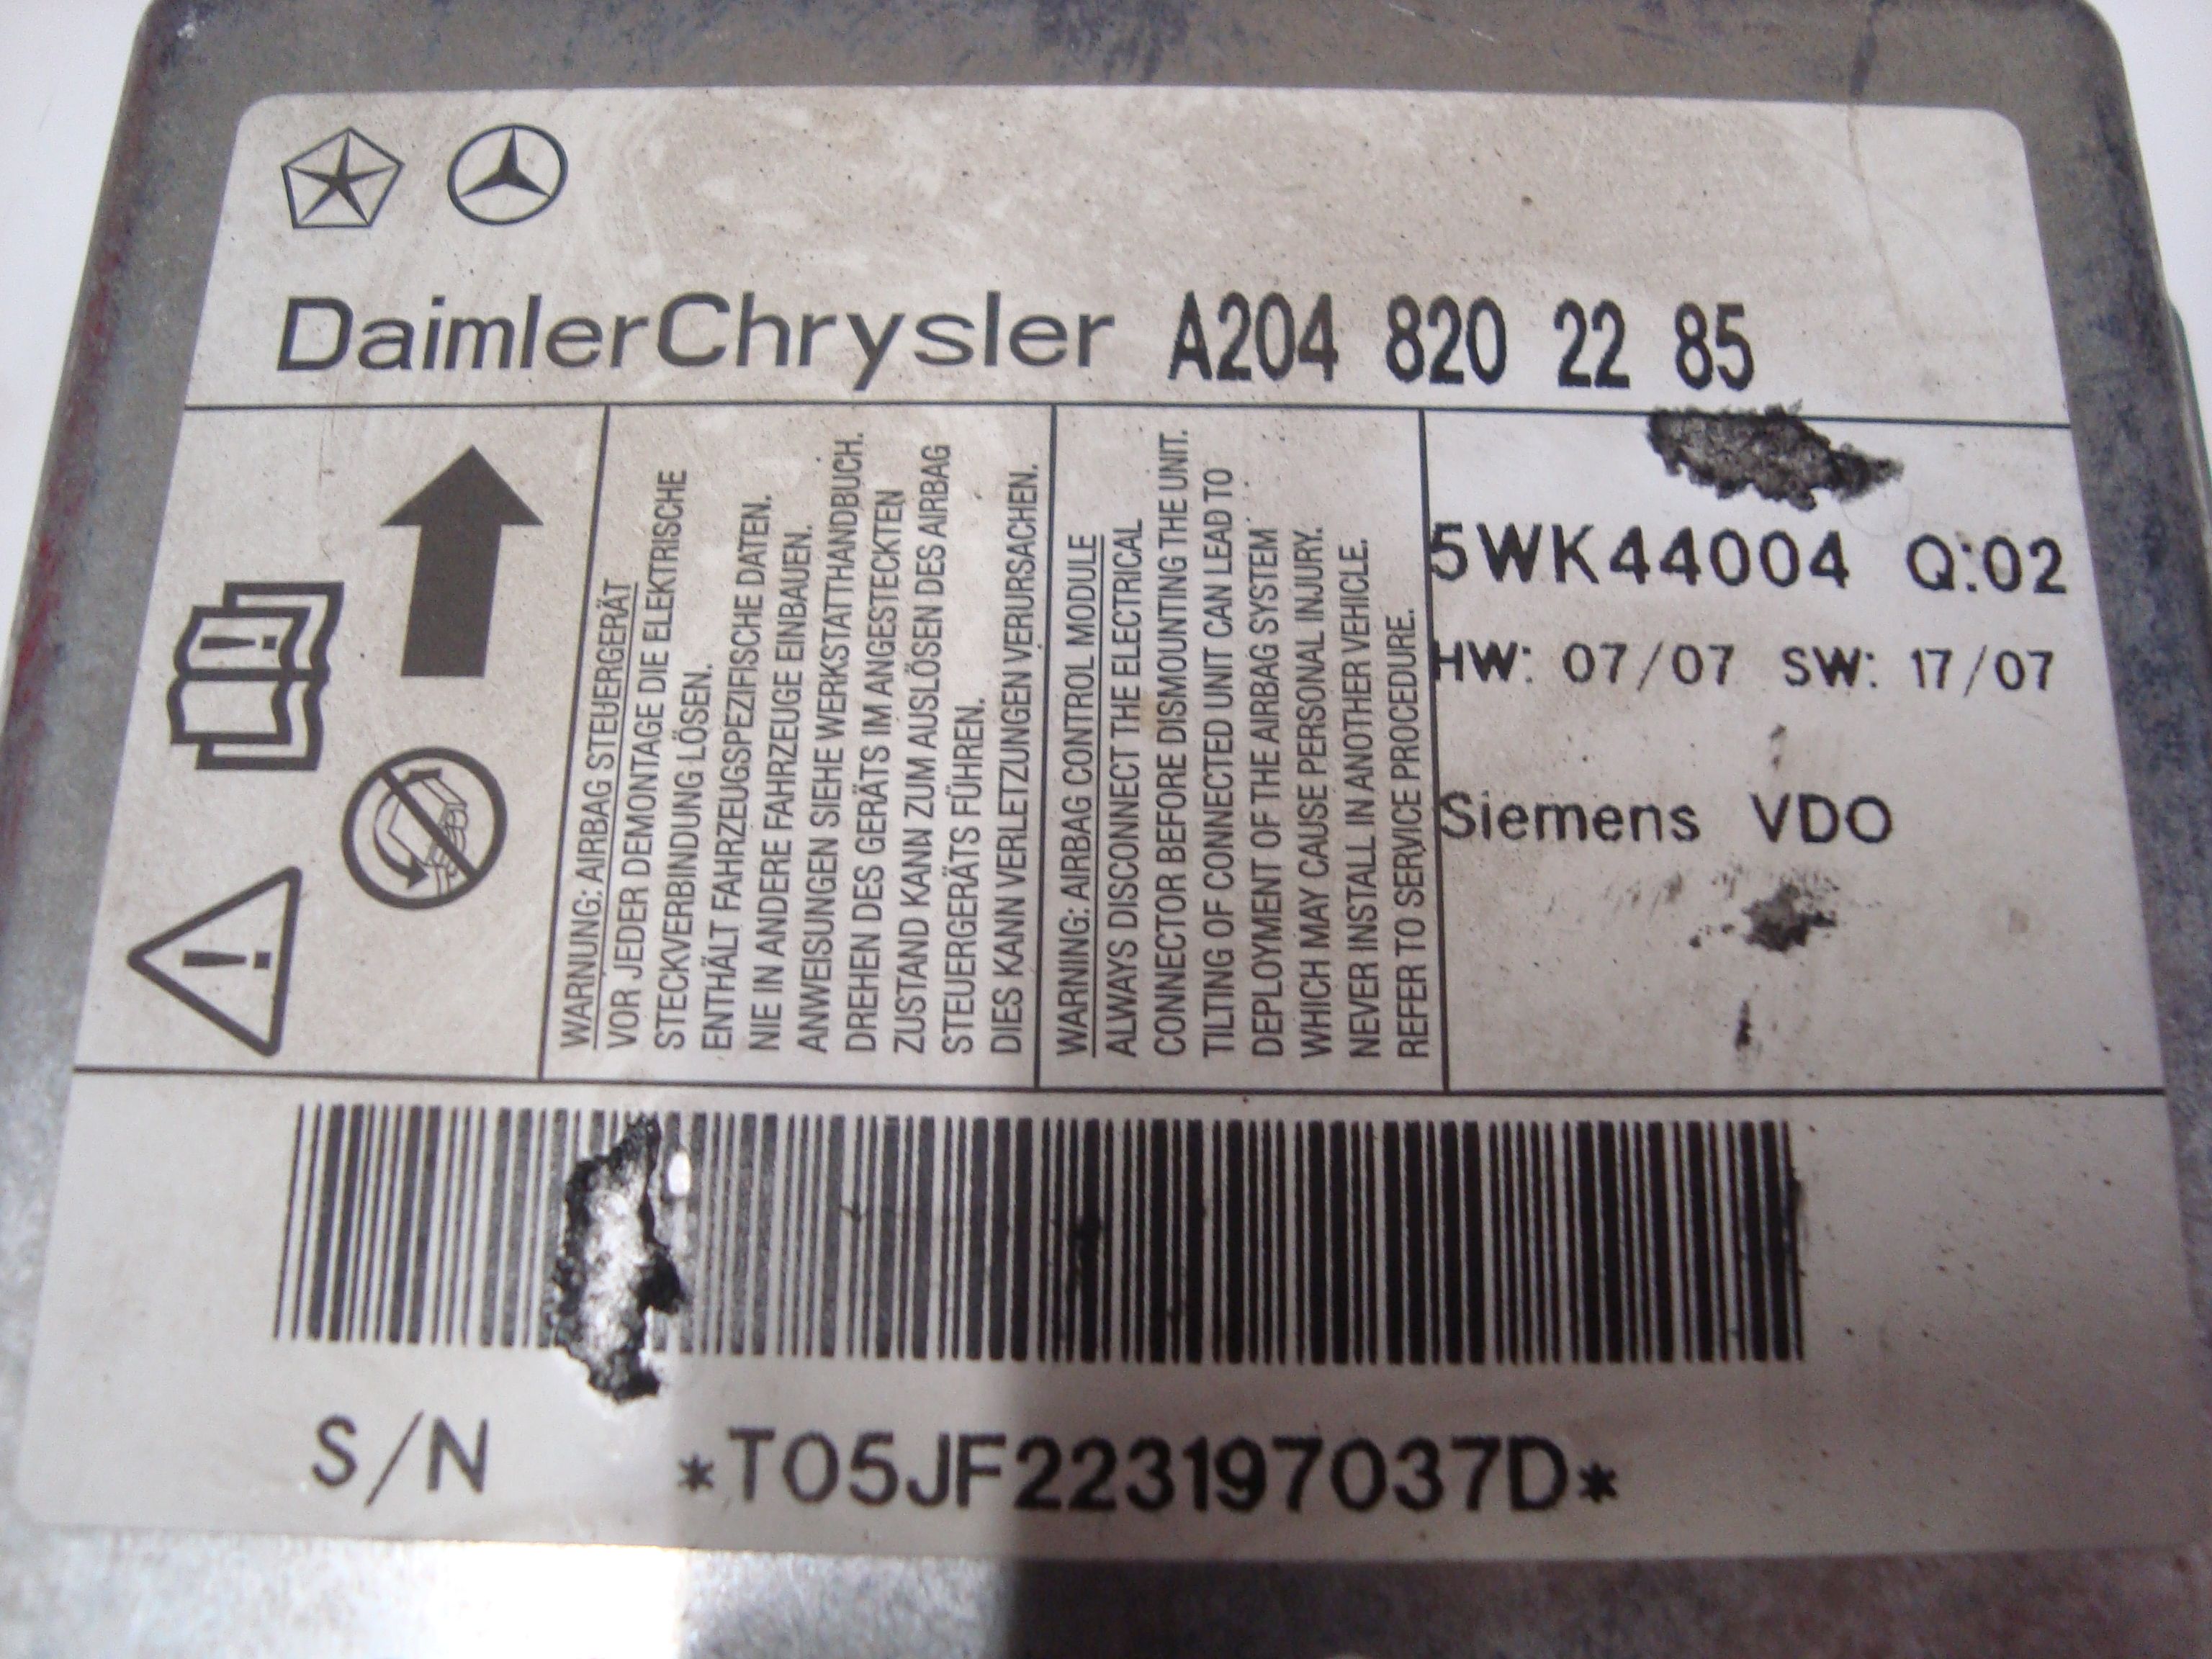 DaimlerChrysler A204 820 22 85
WARNUNG: AIRBAG STEUERGERÄT
VOR JEDER DEMONTAGE DIE ELEKTRISCHE
STECKVERBINDUNG LÖSEN.
ENTHÄLT FAHRZEUGSPEZIFISCHE DATEN.
NIE IN ANDERE FAHRZEUGE EINBAUEN.
ANWEISUNGEN SIEHE WERKSTATTHANDBUCH.
DREHEN DES GERÄTS IM ANGESTECKTEN
ZUSTAND KANN ZUM AUSLÖSEN DES AIRBAG
STEUERGERÄTS FÜHREN.
DIES KANN VERLETZUNGEN VERURSACHEN.
WARNING: AIRBAG CONTROL MODULE
ALWAYS DISCONNECT THE ELECTRICAL
CONNECTOR BEFORE DISMOUNTING THE UNIT.
TILTING OF CONNECTED UNIT CAN LEAD TO
DEPLOYMENT OF THE AIRBAG SYSTEM
WHICH MAY CAUSE PERSONAL INJURY.
NEVER INSTALL IN ANOTHER VEHICLE.
REFER TO SERVICE PROCEDURE.
5WK44004 Q:02
HW: 07/07 SW: 17/07
Siemens VDO
S/N *T05JF223197037D*